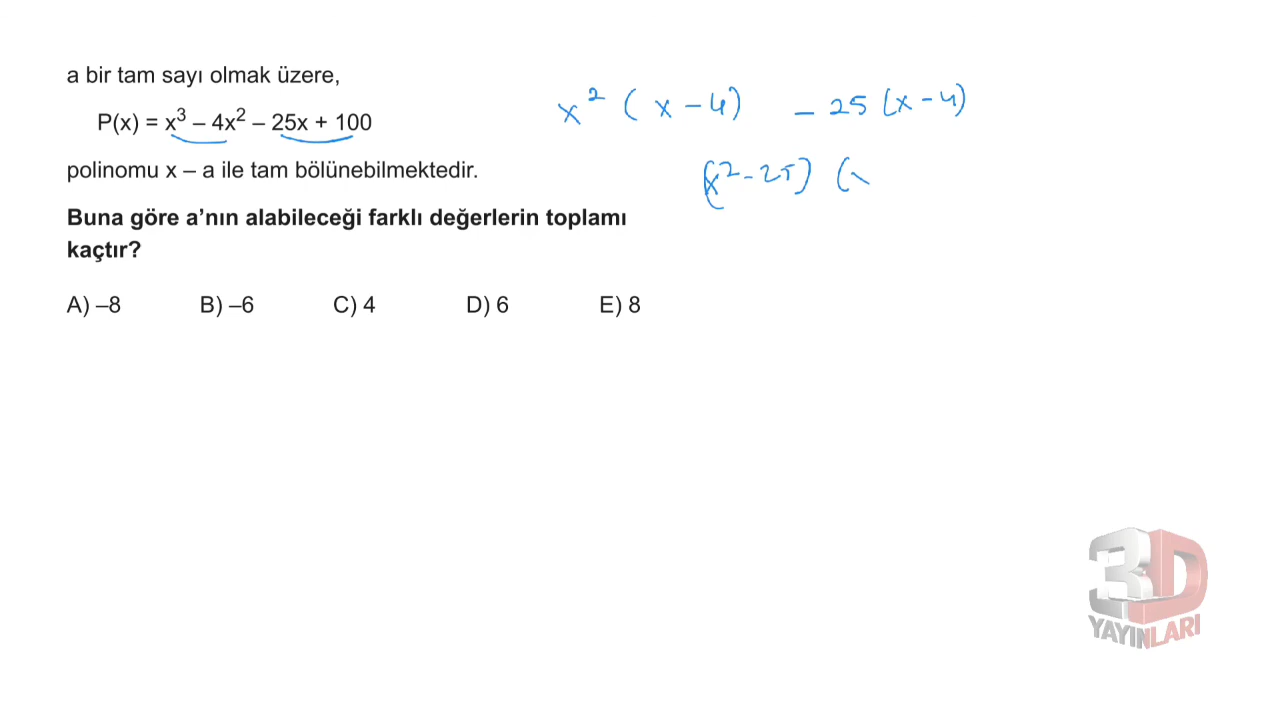 a bir tam sayı olmak üzere,
P(x) = x³ – 4x² – 25x + 100
polinomu x – a ile tam bölünebilmektedir.
Buna göre a’nın alabileceği farklı değerlerin toplamı
kaçtır?
A) –8 B) –6 C) 4 D) 6 E) 8
x² (x – 4) – 25 (x – 4)
(x² - 25) (x
3D
YAYINLARI